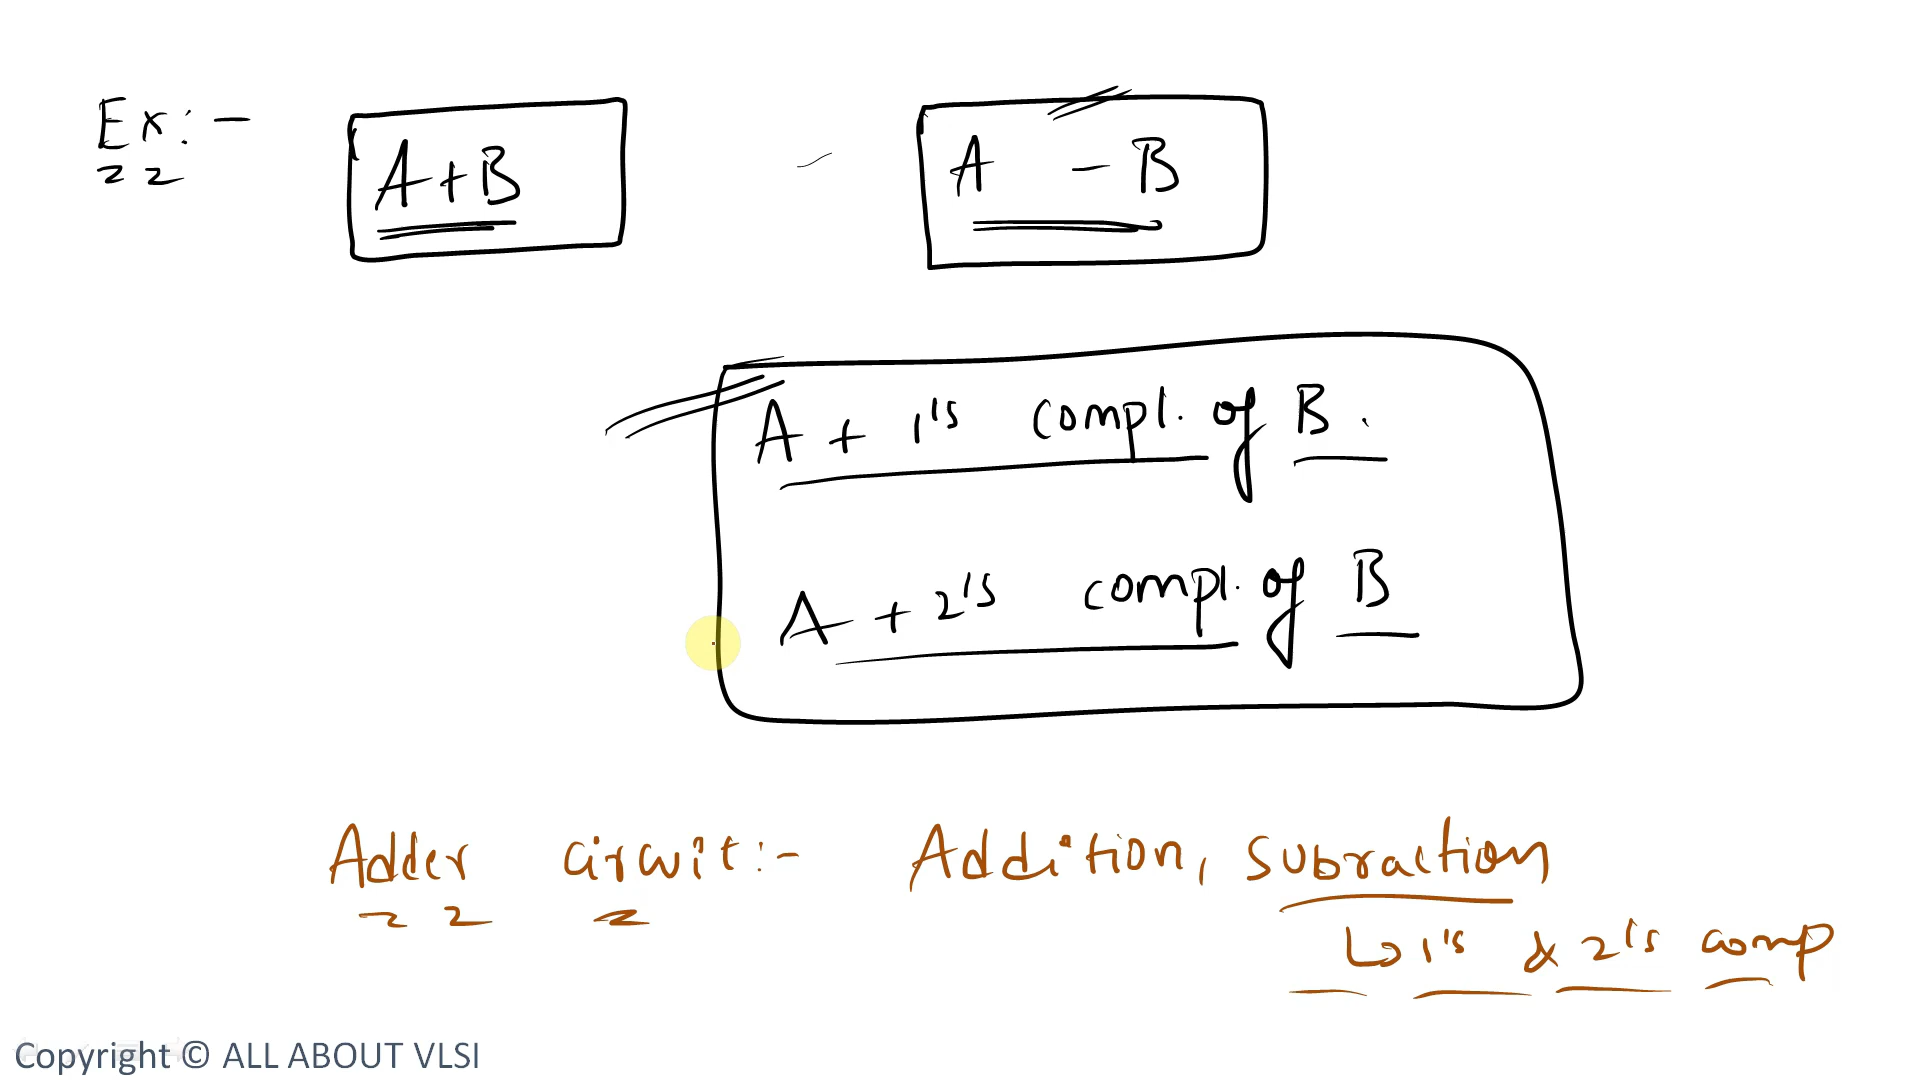 Ex:-
A+B
A - B
A + 1's compl. of B.
A + 2's compl. of B
Adder circuit:- Addition, Subraction
↳ 1's & 2's comp
Copyright © ALL ABOUT VLSI